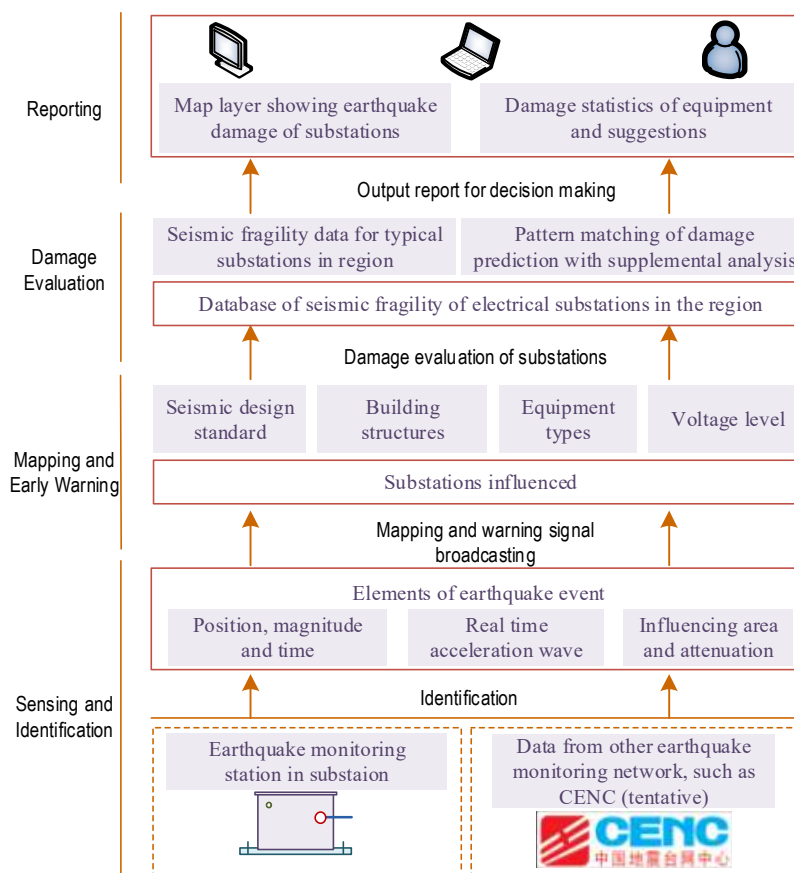 Reporting
Map layer showing earthquake
damage of substations
Damage statistics of equipment
and suggestions
Output report for decision making
Damage
Evaluation
Seismic fragility data for typical
substations in region
Pattern matching of damage
prediction with supplemental analysis
Database of seismic fragility of electrical substations in the region
Damage evaluation of substations
Mapping and
Early Warning
Seismic design
standard
Building
structures
Equipment
types
Voltage level
Substations influenced
Mapping and warning signal
broadcasting
Sensing and
Identification
Elements of earthquake event
Position, magnitude
and time
Real time
acceleration wave
Influencing area
and attenuation
Identification
Earthquake monitoring
station in substaion
Data from other earthquake
monitoring network, such as
CENC (tentative)
CENC
中国地震台网中心